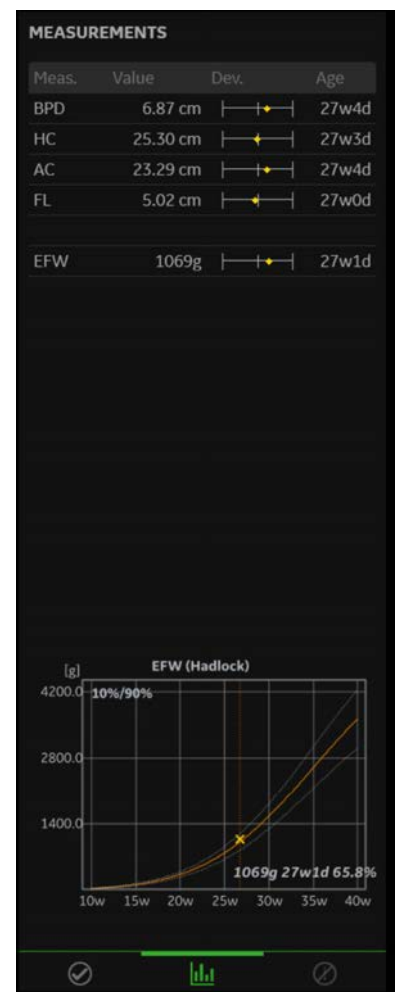 MEASUREMENTS
Meas. Value Dev. Age
BPD 6.87 cm 27w4d
HC 25.30 cm 27w3d
AC 23.29 cm 27w4d
FL 5.02 cm 27w0d
EFW 1069g 27w1d
[g] EFW (Hadlock)
4200.0 10%/90%
2800.0
1400.0
1069g 27w1d 65.8%
10w 15w 20w 25w 30w 35w 40w